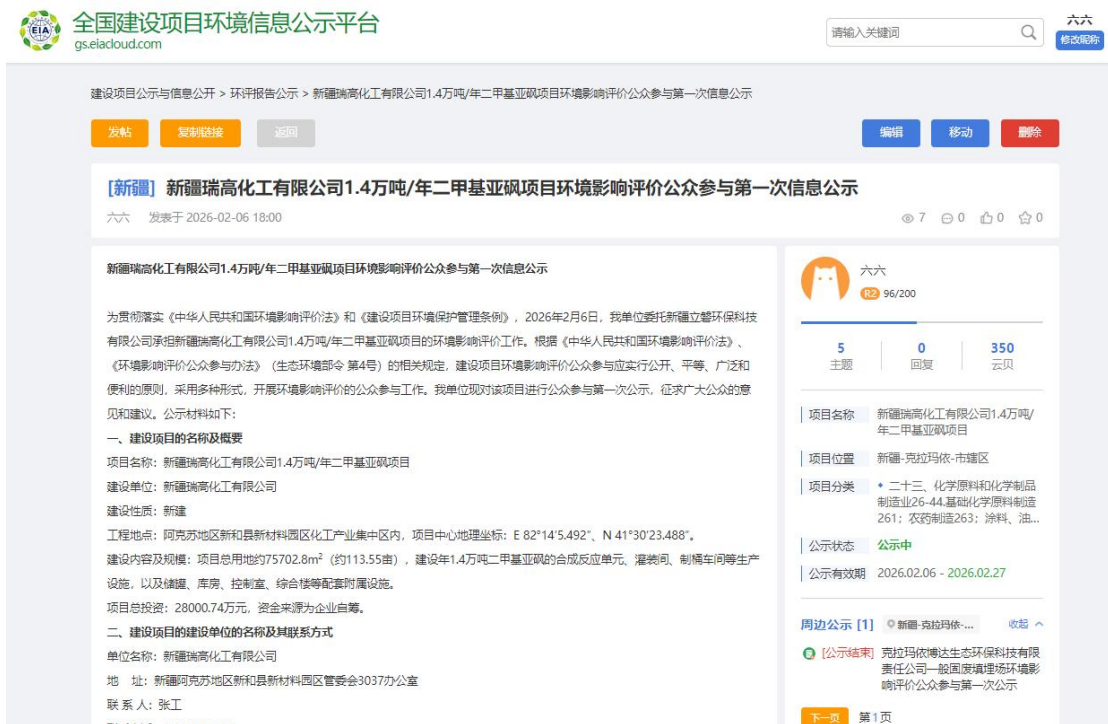 全国建设项目环境信息公示平台
gs.eiacloud.com
EIA
请输入关键词
六六
修改昵称
建设项目公示与信息公开 > 环评报告公示 > 新疆瑞高化工有限公司1.4万吨/年二甲基亚砜项目环境影响评价公众参与第一次信息公示
发帖
复制链接
返回
编辑
移动
删除
[新疆] 新疆瑞高化工有限公司1.4万吨/年二甲基亚砜项目环境影响评价公众参与第一次信息公示
六六 发表于 2026-02-06 18:00
7 0 0 0
新疆瑞高化工有限公司1.4万吨/年二甲基亚砜项目环境影响评价公众参与第一次信息公示
为贯彻落实《中华人民共和国环境影响评价法》和《建设项目环境保护管理条例》，2026年2月6日，我单位委托新疆立磐环保科技
有限公司承担新疆瑞高化工有限公司1.4万吨/年二甲基亚砜项目的环境影响评价工作。根据《中华人民共和国环境影响评价法》、
《环境影响评价公众参与办法》（生态环境部令 第4号）的相关规定，建设项目环境影响评价公众参与应实行公开、平等、广泛和
便利的原则，采用多种形式，开展环境影响评价的公众参与工作。我单位现对该项目进行公众参与第一次公示，征求广大公众的意
见和建议。公示材料如下：
一、建设项目的名称及概要
项目名称：新疆瑞高化工有限公司1.4万吨/年二甲基亚砜项目
建设单位：新疆瑞高化工有限公司
建设性质：新建
工程地点：阿克苏地区新和县新材料园区化工产业集中区内，项目中心地理坐标：E 82°14′5.492″、N 41°30′23.488″。
建设内容及规模：项目总用地约75702.8m²（约113.55亩），建设年1.4万吨二甲基亚砜的合成反应单元、灌装间、制桶车间等生产
设施，以及储罐、库房、控制室、综合楼等配套附属设施。
项目总投资：28000.74万元，资金来源为企业自筹。
二、建设项目的建设单位的名称及其联系方式
单位名称：新疆瑞高化工有限公司
地 址：新疆阿克苏地区新和县新材料园区管委会3037办公室
联 系 人：张工
六六
R2 96/200
5 0 350
主题 回复 云贝
项目名称 新疆瑞高化工有限公司1.4万吨/
年二甲基亚砜项目
项目位置 新疆-克拉玛依-市辖区
项目分类 二十三、化学原料和化学制品
制造业26-44.基础化学原料制造
261；农药制造263；涂料、油...
公示状态 公示中
公示有效期 2026.02.06 - 2026.02.27
周边公示 [1] 新疆-克拉玛依-... 收起
[公示结束] 克拉玛依博达生态环保科技有限
责任公司一般固废填埋场环境影
响评价公众参与第一次公示
下一页 第1页